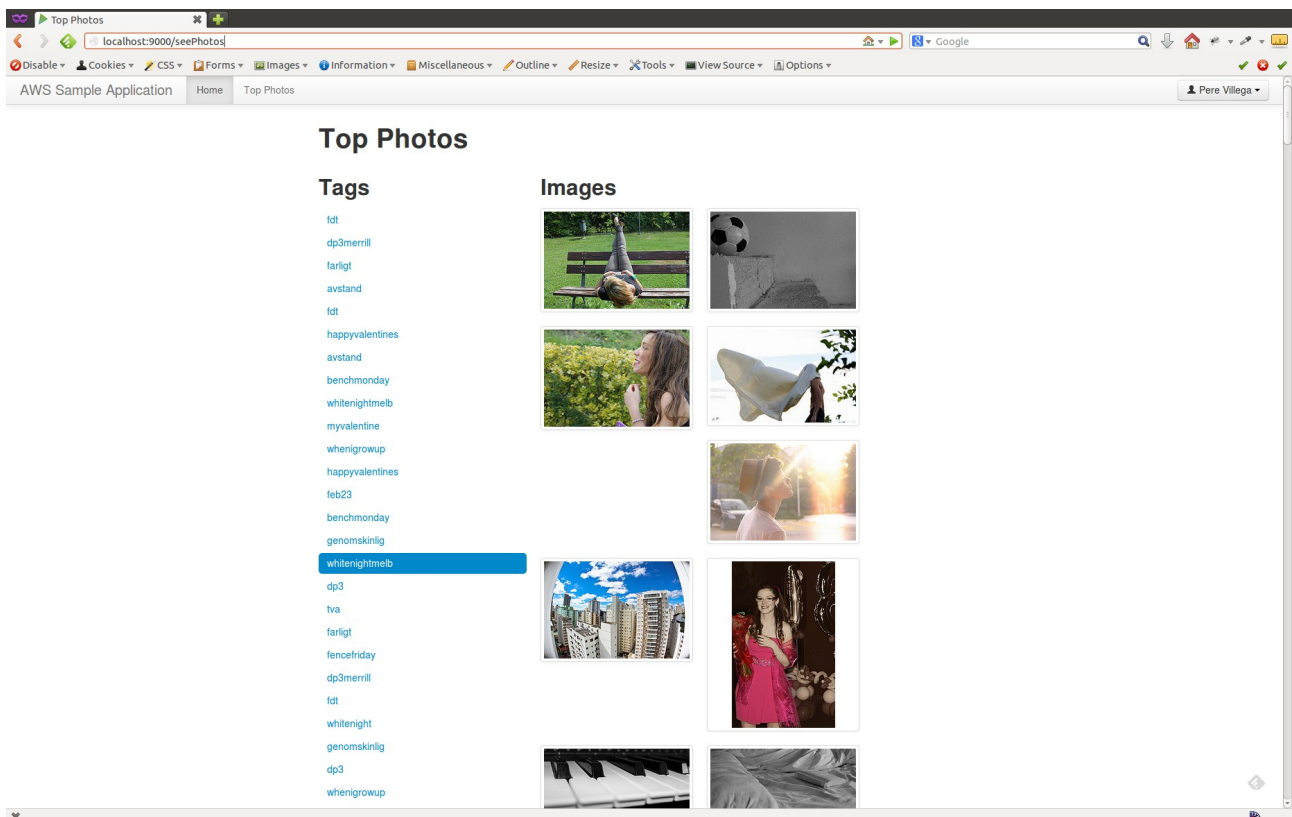 Top Photos
localhost:9000/seePhotos
Google
Disable Cookies CSS Forms Images Information Miscellaneous Outline Resize Tools View Source Options
AWS Sample Application Home Top Photos Pere Villega
Top Photos
Tags
Images
fdt
dp3merrill
farligt
avstand
fdt
happyvalentines
avstand
benchmonday
whitenightmelb
myvalentine
whenigrowup
happyvalentines
feb23
benchmonday
genomskinlig
whitenightmelb
dp3
tva
farligt
fencefriday
dp3merrill
fdt
whitenight
genomskinlig
dp3
whenigrowup